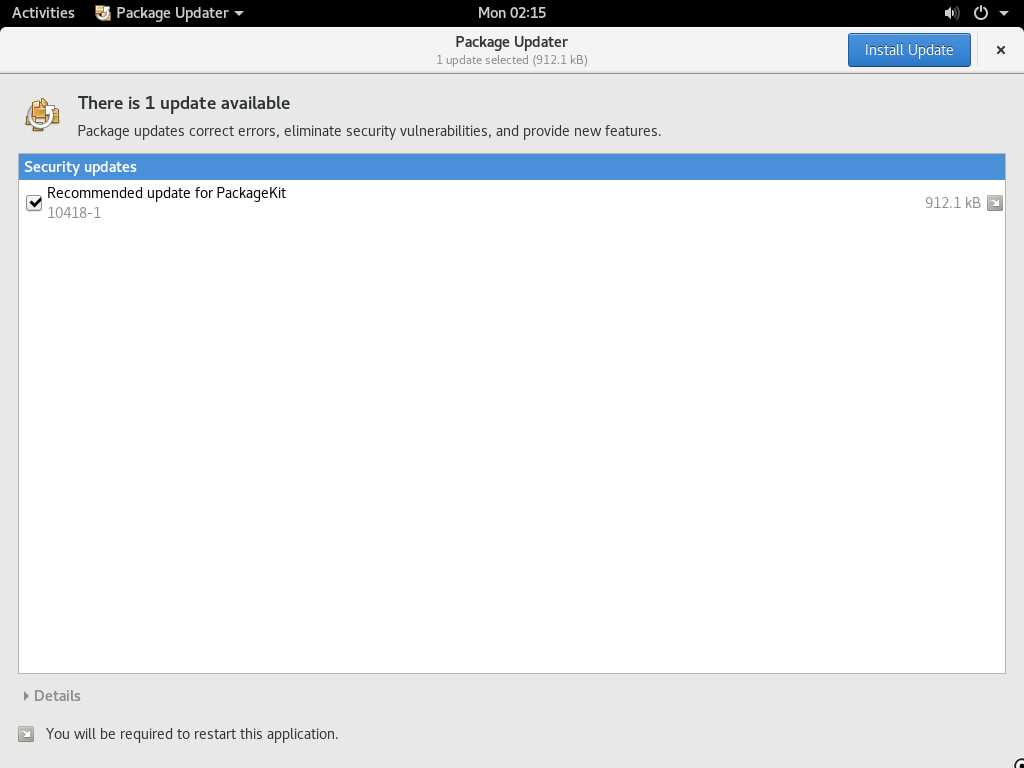 Activities Package Updater Mon 02:15
Package Updater
1 update selected (912.1 kB)
Install Update
There is 1 update available
Package updates correct errors, eliminate security vulnerabilities, and provide new features.
Security updates
Recommended update for PackageKit
10418-1
912.1 kB
Details
You will be required to restart this application.